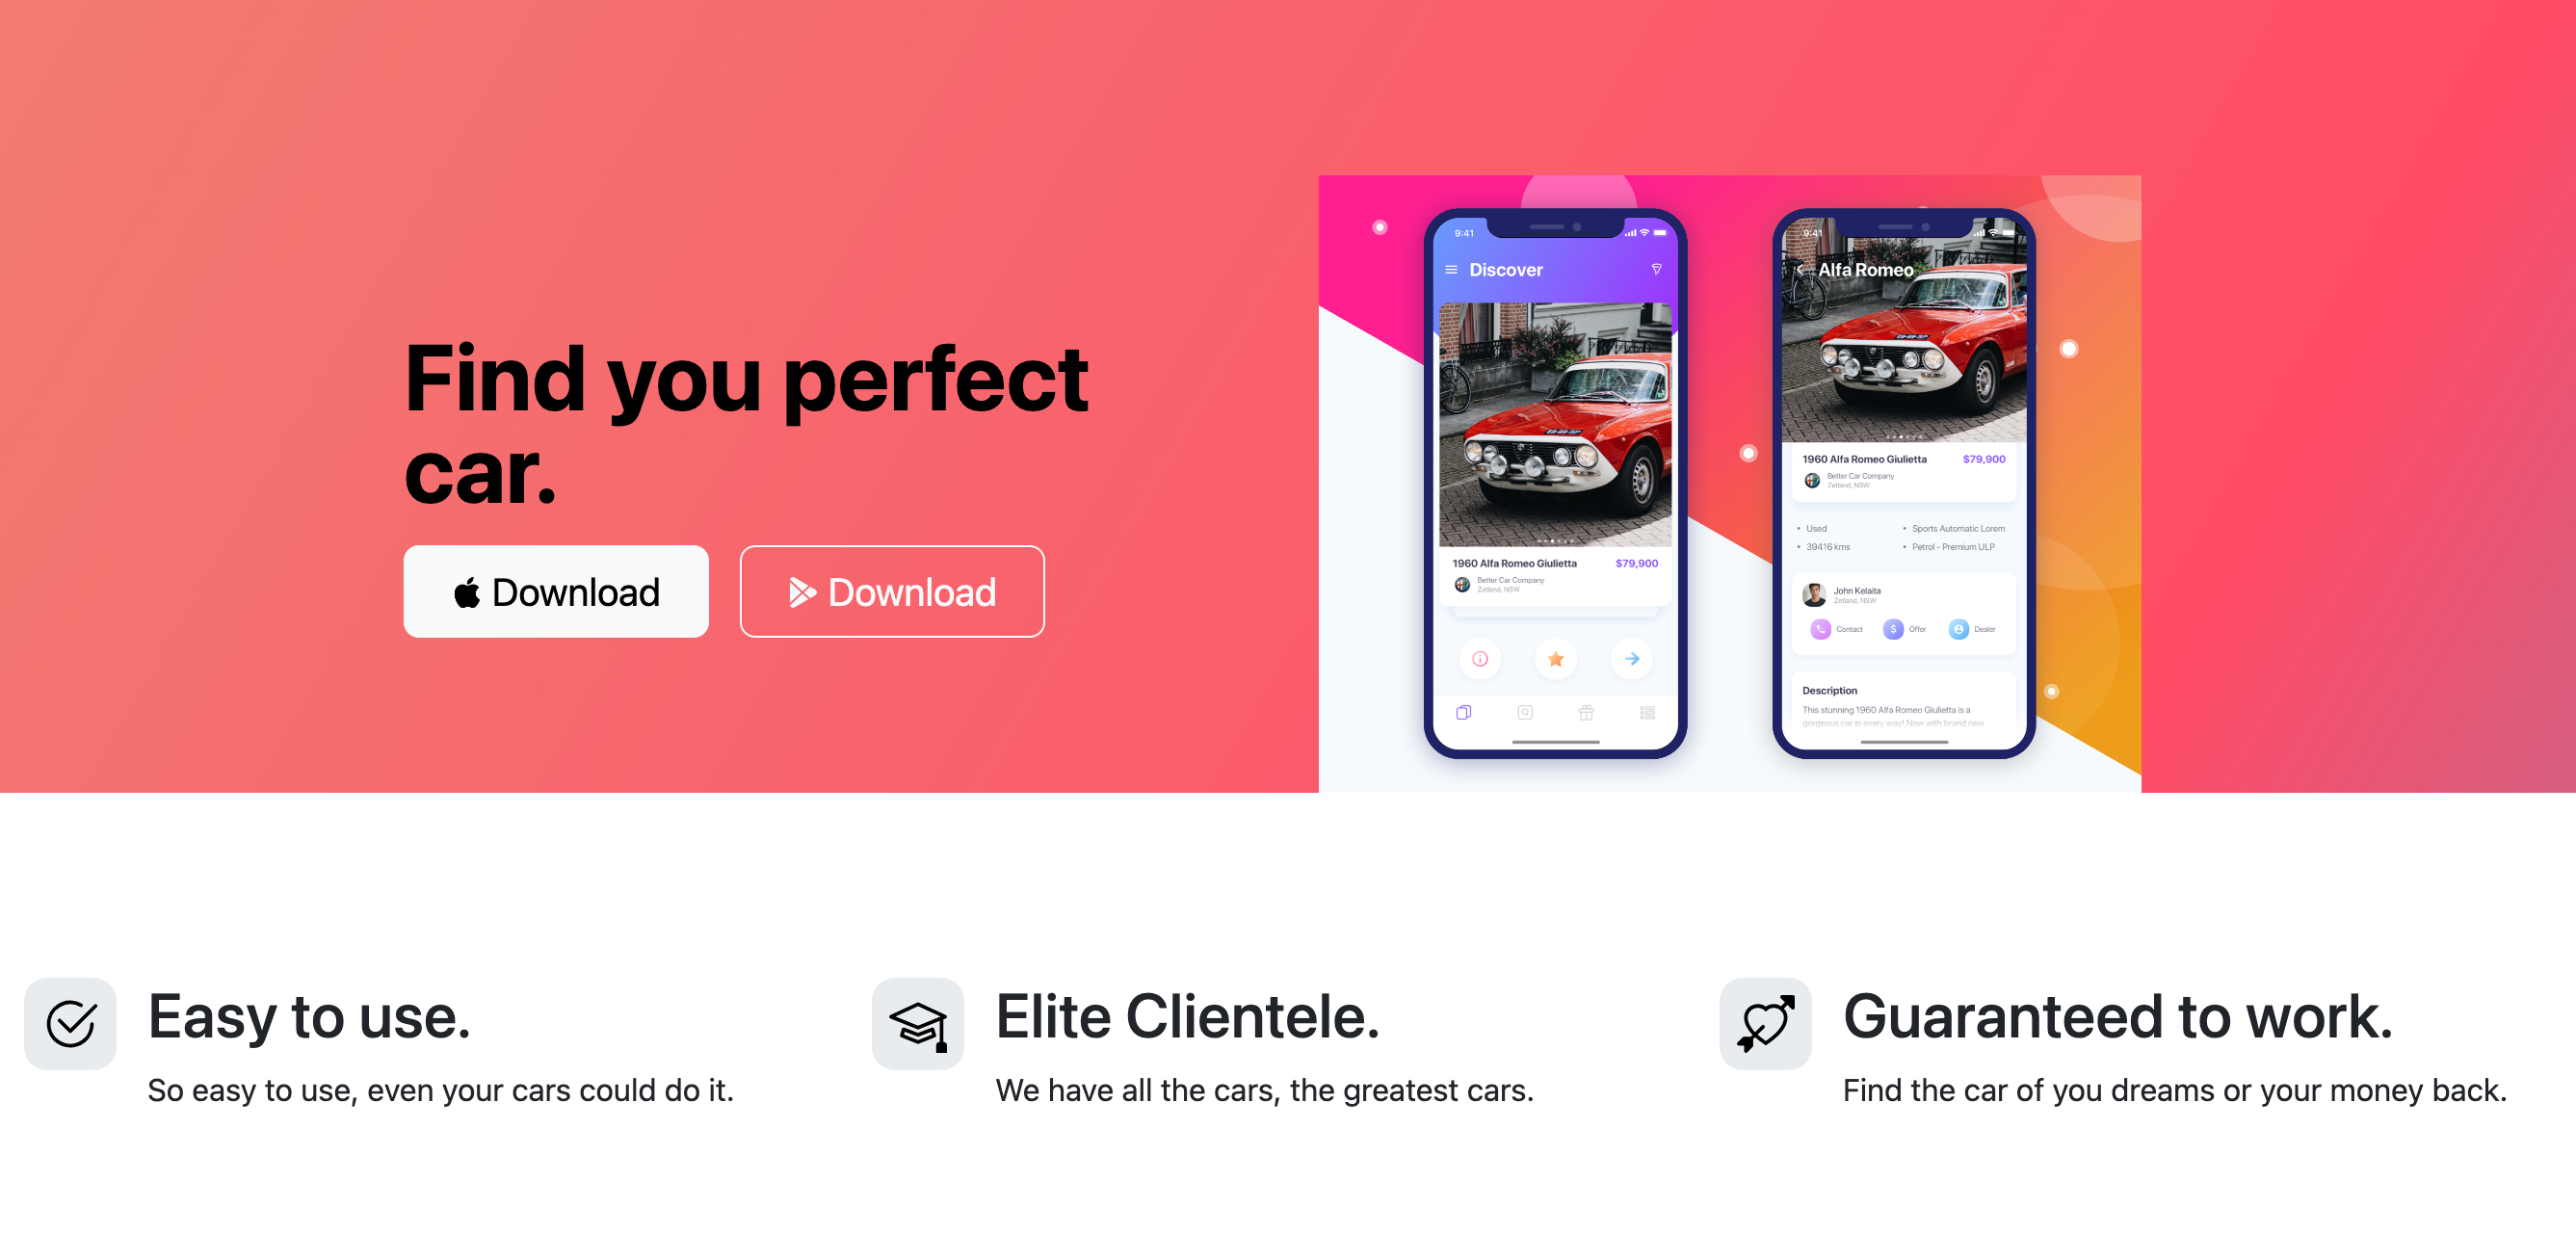 Find you perfect
car.
Download
Download
9:41
Discover
1960 Alfa Romeo Giulietta
$79,900
Better Car Company
Zetland, NSW
9:41
Alfa Romeo
1960 Alfa Romeo Giulietta
$79,900
Better Car Company
Zetland, NSW
Used
Sports Automatic Lorem
39416 kms
Petrol - Premium ULP
John Kelaita
Zetland, NSW
Contact
Offer
Dealer
Description
This stunning 1960 Alfa Romeo Giulietta is a
gorgeous car in every way! Now with brand new
Easy to use.
So easy to use, even your cars could do it.
Elite Clientele.
We have all the cars, the greatest cars.
Guaranteed to work.
Find the car of you dreams or your money back.